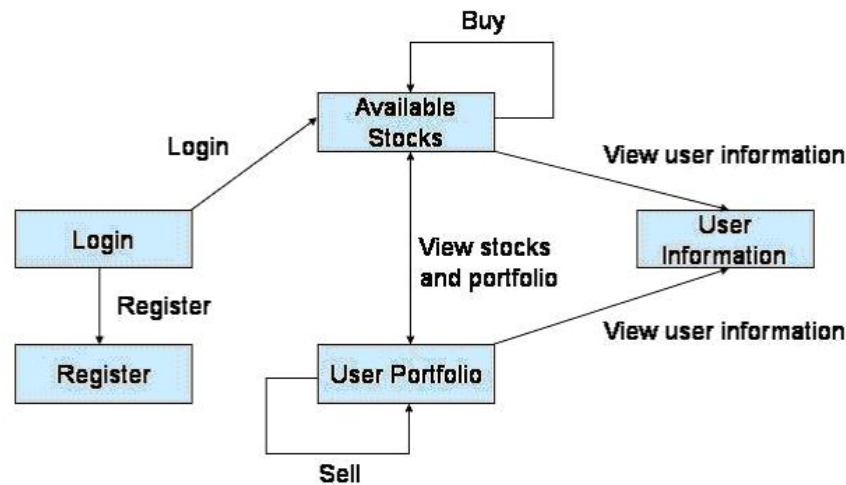 Buy
Available
Stocks
Login
View user information
Login
User
Information
View stocks
and portfolio
Register
View user information
Register
User Portfolio
Sell